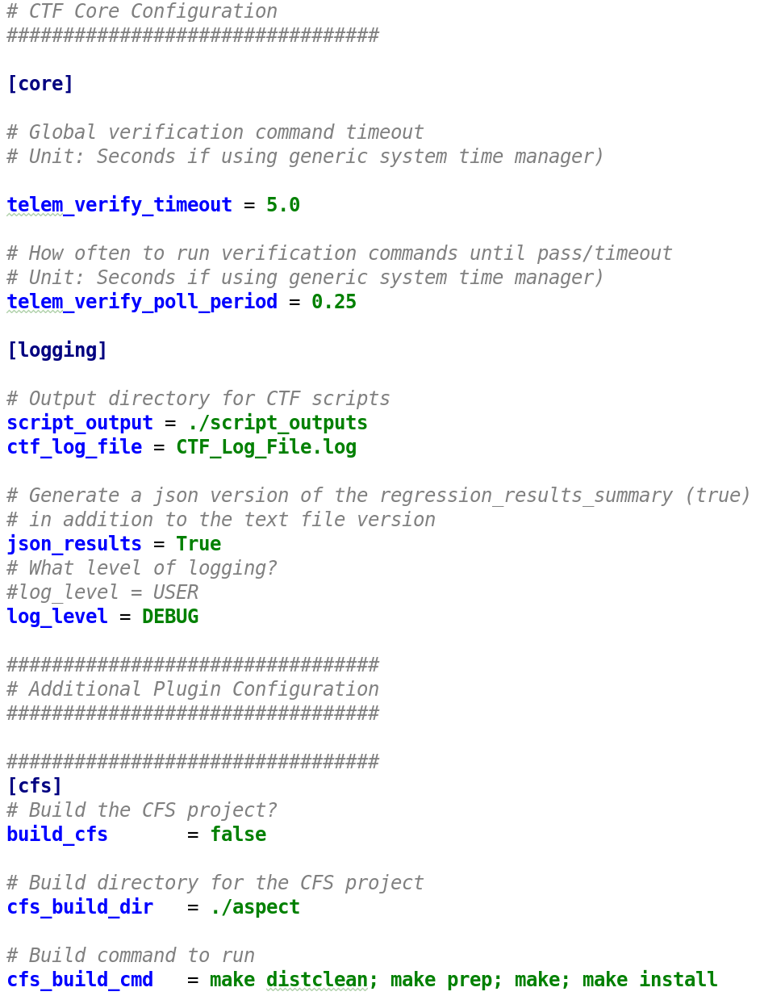 # CTF Core Configuration
#################################
[core]
# Global verification command timeout
# Unit: Seconds if using generic system time manager)
telem_verify_timeout = 5.0
# How often to run verification commands until pass/timeout
# Unit: Seconds if using generic system time manager)
telem_verify_poll_period = 0.25
[logging]
# Output directory for CTF scripts
script_output = ./script_outputs
ctf_log_file = CTF_Log_File.log
# Generate a json version of the regression_results_summary (true)
# in addition to the text file version
json_results = True
# What level of logging?
#log_level = USER
log_level = DEBUG
#################################
# Additional Plugin Configuration
#################################
#################################
[cfs]
# Build the CFS project?
build_cfs       = false
# Build directory for the CFS project
cfs_build_dir   = ./aspect
# Build command to run
cfs_build_cmd   = make distclean; make prep; make; make install